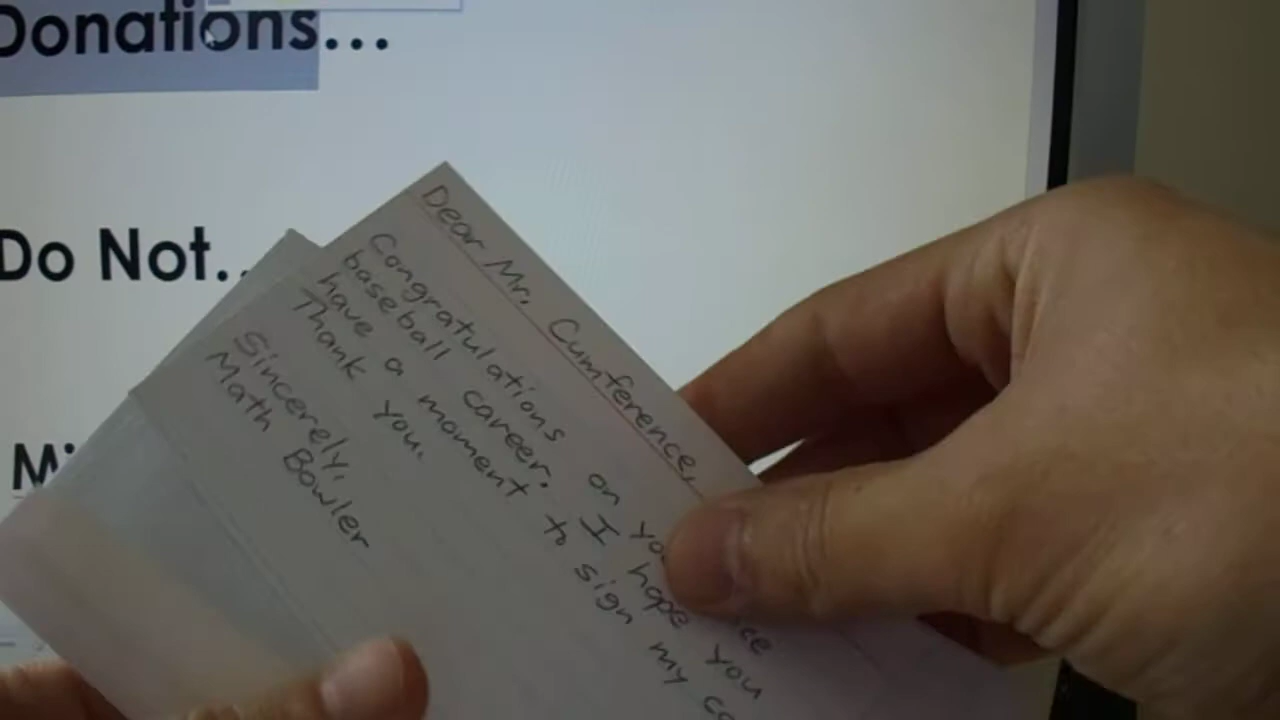 Donations...
Do Not..
Dear Mr. Cumference,
Congratulations on
baseball career. I hope you
have a moment to sign my
Thank you.
Sincerely,
Math Bowler